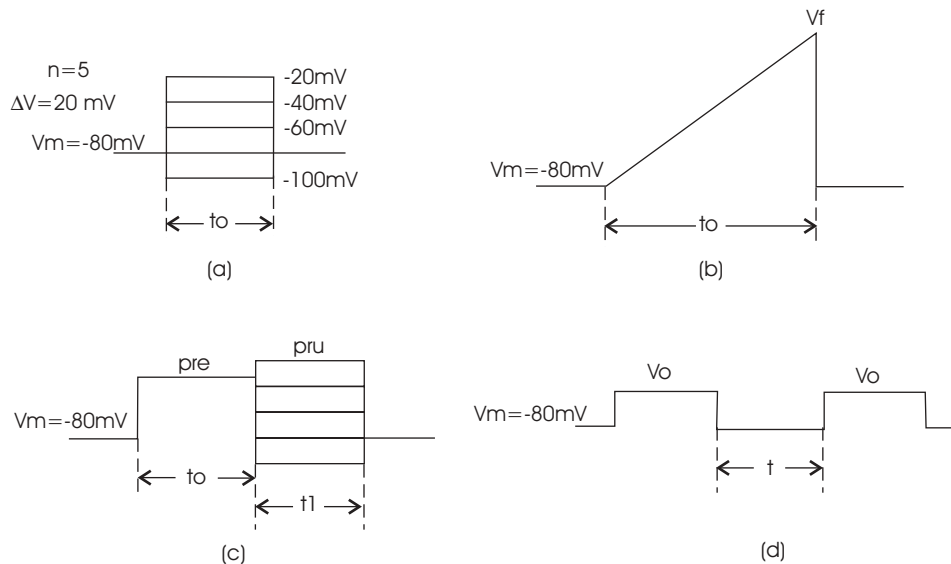 n=5
ΔV=20 mV
Vm=-80mV
-20mV
-40mV
-60mV
-100mV
to
(a)
Vf
Vm=-80mV
to
(b)
pre
pru
Vm=-80mV
to
t1
(c)
Vo
Vo
Vm=-80mV
t
(d)